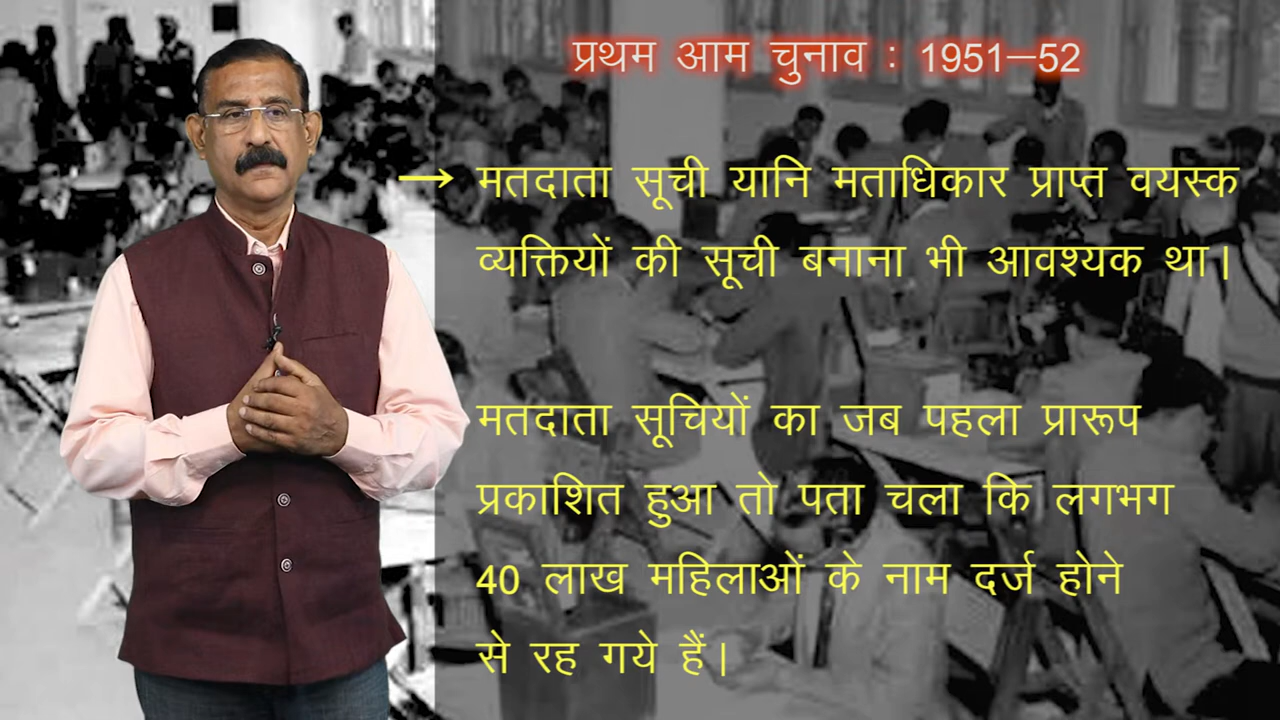 प्रथम आम चुनाव : 1951–52
→ मतदाता सूची यानि मताधिकार प्राप्त वयस्क
व्यक्तियों की सूची बनाना भी आवश्यक था।
मतदाता सूचियों का जब पहला प्रारूप
प्रकाशित हुआ तो पता चला कि लगभग
40 लाख महिलाओं के नाम दर्ज होने
से रह गये हैं।